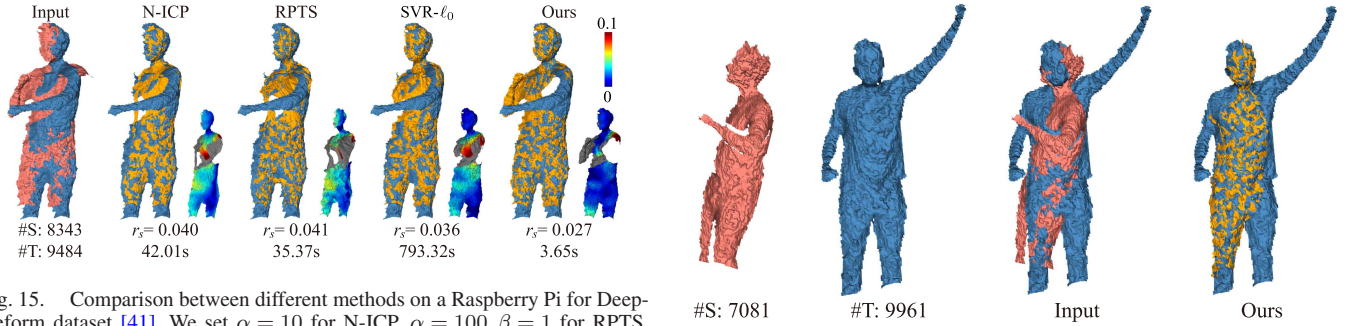 Input N-ICP RPTS SVR-ℓ₀ Ours
0.1
0
#S: 8343 rₛ= 0.040 rₛ= 0.041 rₛ= 0.036 rₛ= 0.027
#T: 9484 42.01s 35.37s 793.32s 3.65s
g. 15. Comparison between different methods on a Raspberry Pi for Deep-
eform dataset [41]. We set α = 10 for N-ICP, α = 100, β = 1 for RPTS,
#S: 7081 #T: 9961 Input Ours